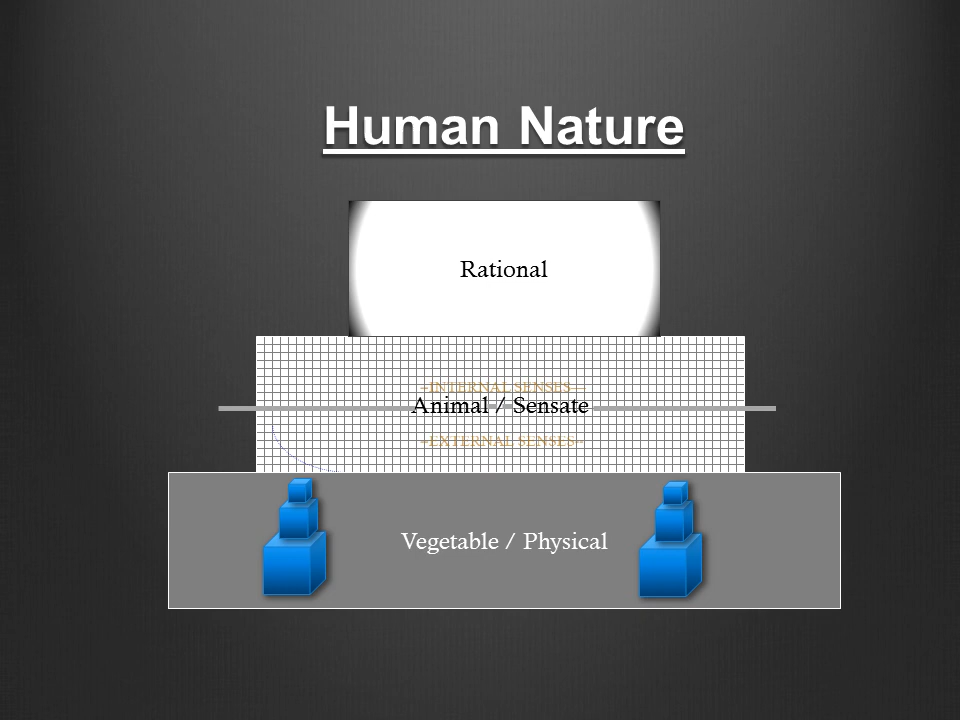 Human Nature
Rational
--INTERNAL SENSES—
Animal / Sensate
--EXTERNAL SENSES--
Vegetable / Physical